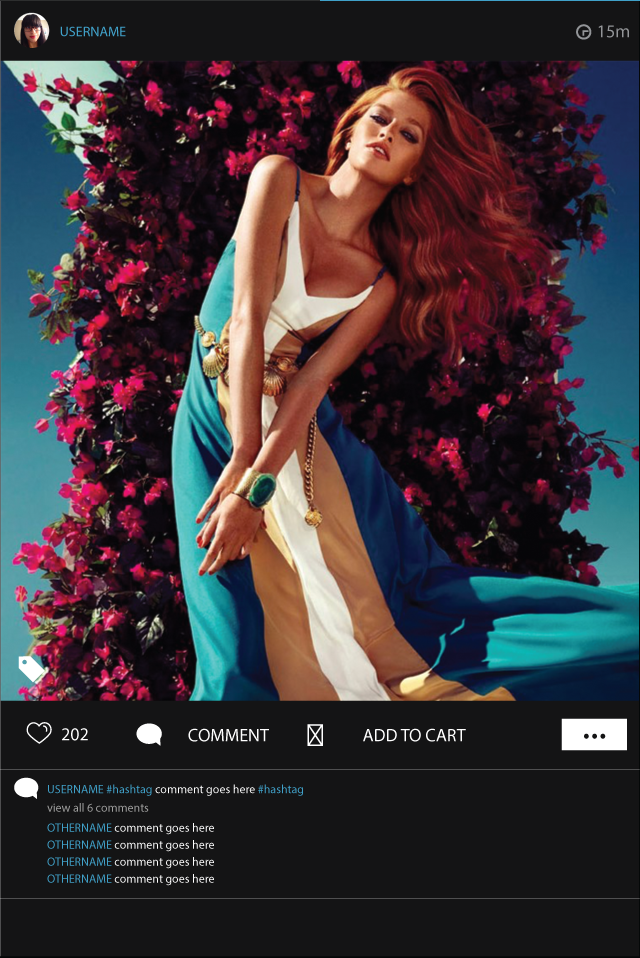 USERNAME
15m
202
COMMENT
ADD TO CART
USERNAME #hashtag comment goes here #hashtag
view all 6 comments
OTHERNAME comment goes here
OTHERNAME comment goes here
OTHERNAME comment goes here
OTHERNAME comment goes here